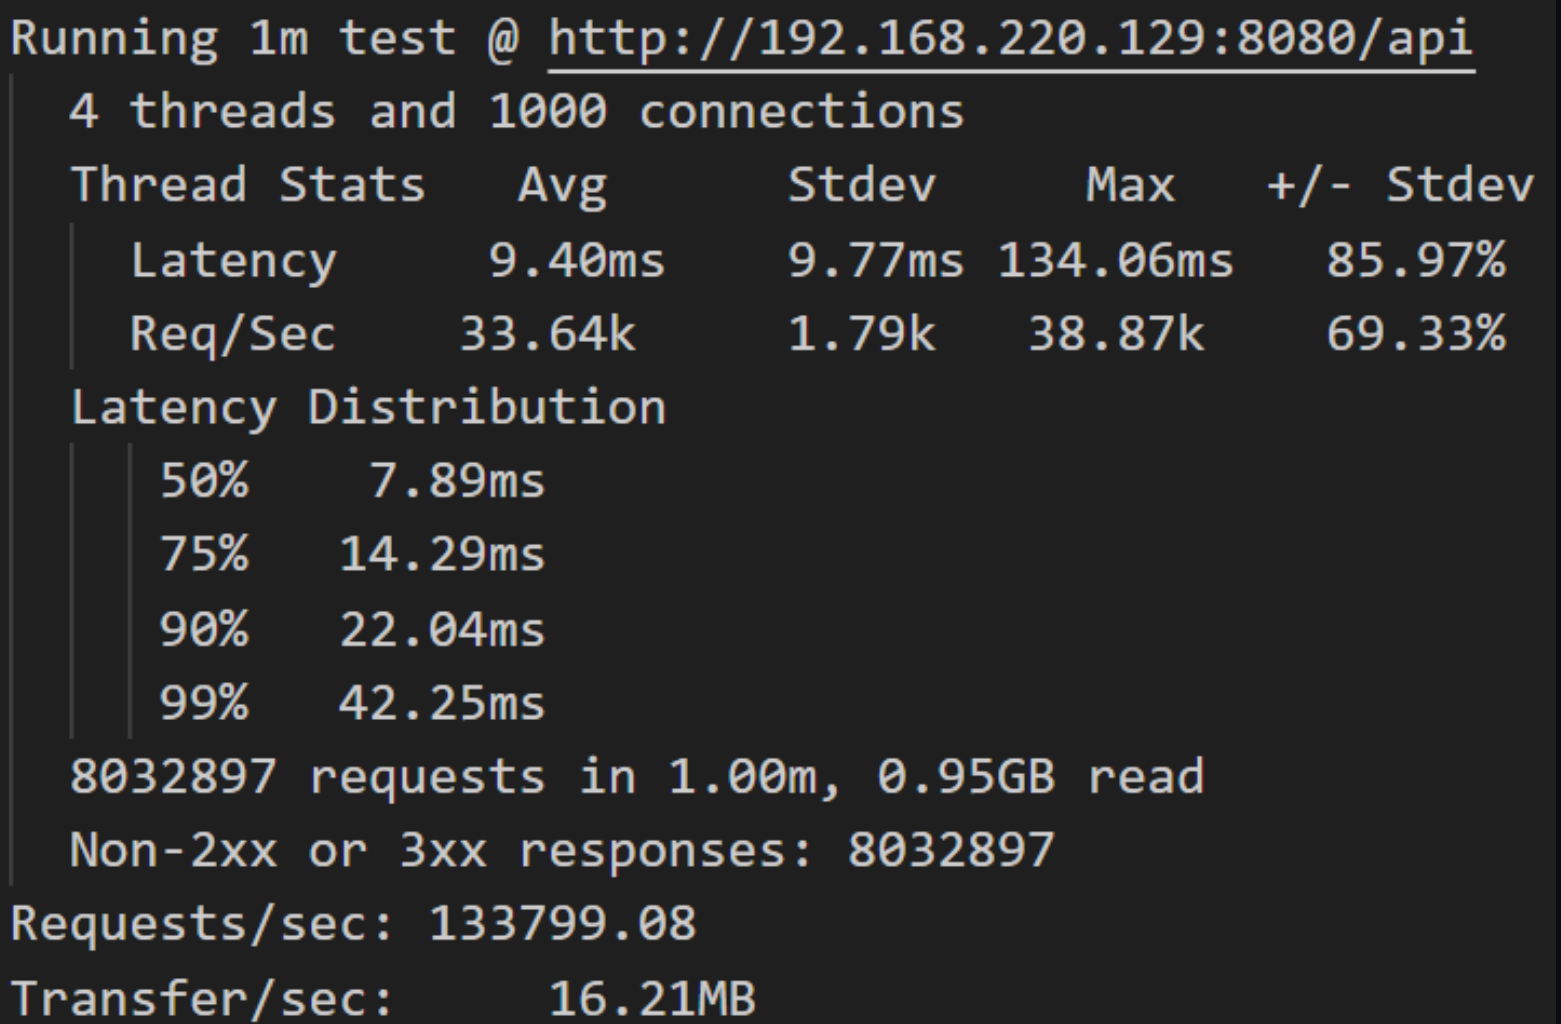 Running 1m test @ http://192.168.220.129:8080/api
4 threads and 1000 connections
Thread Stats Avg Stdev Max +/- Stdev
Latency 9.40ms 9.77ms 134.06ms 85.97%
Req/Sec 33.64k 1.79k 38.87k 69.33%
Latency Distribution
50% 7.89ms
75% 14.29ms
90% 22.04ms
99% 42.25ms
8032897 requests in 1.00m, 0.95GB read
Non-2xx or 3xx responses: 8032897
Requests/sec: 133799.08
Transfer/sec: 16.21MB